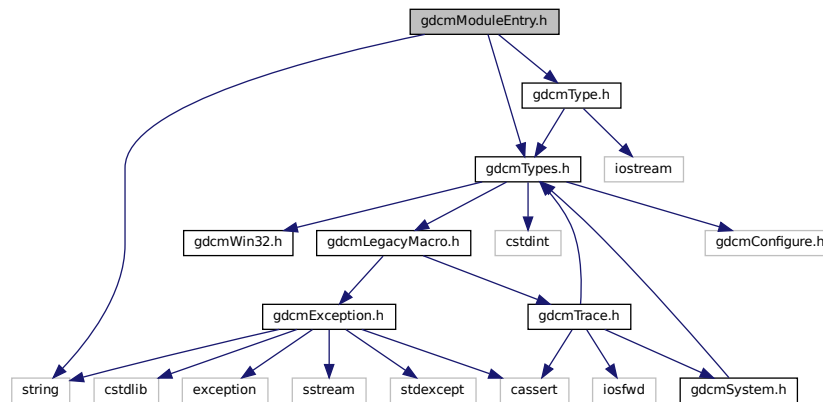 gdcmModuleEntry.h
gdcmType.h
gdcmTypes.h
iostream
gdcmWin32.h
gdcmLegacyMacro.h
cstdint
gdcmConfigure.h
gdcmException.h
gdcmTrace.h
string
cstdlib
exception
sstream
stdexcept
cassert
iosfwd
gdcmSystem.h